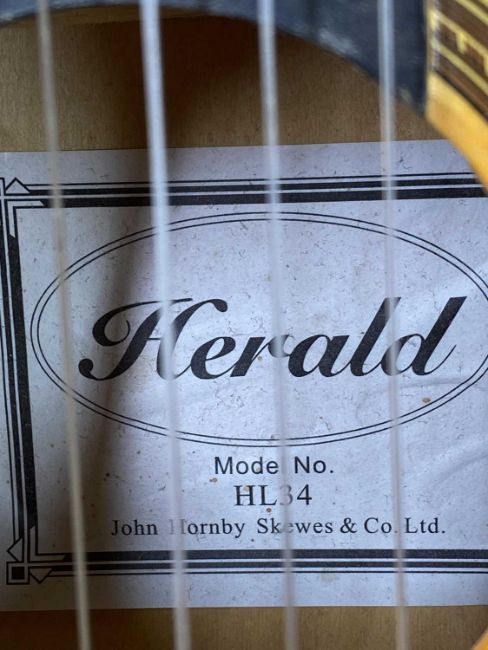 Herald
Model No.
HL34
John Hornby Skewes & Co. Ltd.